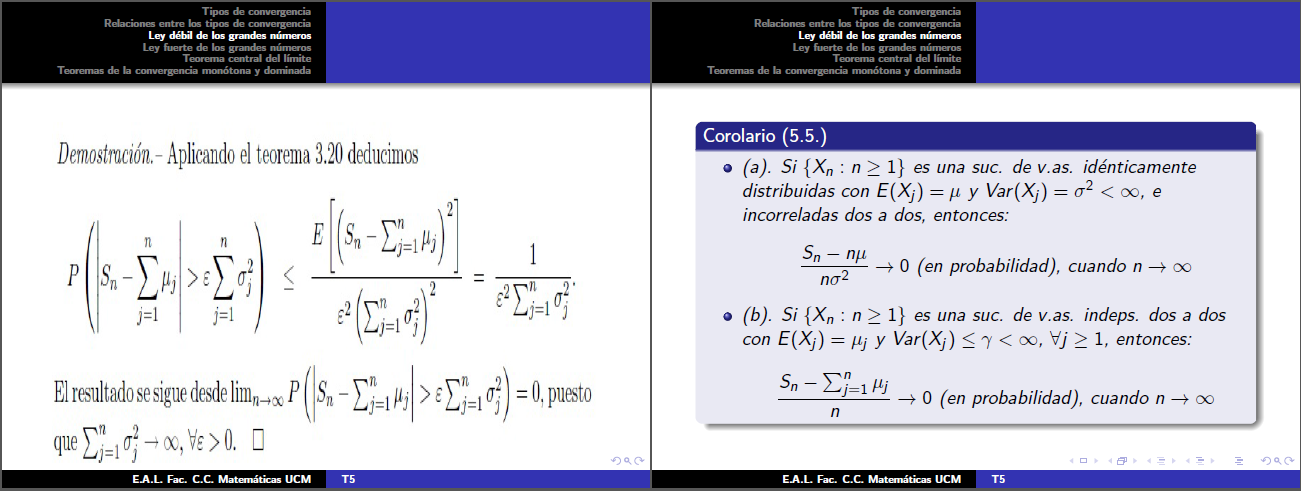 Tipos de convergencia
Relaciones entre los tipos de convergencia
Ley débil de los grandes números
Ley fuerte de los grandes números
Teorema central del límite
Teoremas de la convergencia monótona y dominada
Demostración.– Aplicando el teorema 3.20 deducimos
P(|S_n − ∑_{j=1}^{n} μ_j| > ε ∑_{j=1}^{n} σ_j^2) ≤ E[(S_n − ∑_{j=1}^{n} μ_j)^2] / (ε^2 (∑_{j=1}^{n} σ_j^2)^2) = 1 / (ε^2 ∑_{j=1}^{n} σ_j^2).
El resultado se sigue desde lim_{n→∞} P(|S_n − ∑_{j=1}^{n} μ_j| > ε ∑_{j=1}^{n} σ_j^2) = 0, puesto
que ∑_{j=1}^{n} σ_j^2 → ∞, ∀ε > 0. □
E.A.L. Fac. C.C. Matemáticas UCM T5
Tipos de convergencia
Relaciones entre los tipos de convergencia
Ley débil de los grandes números
Ley fuerte de los grandes números
Teorema central del límite
Teoremas de la convergencia monótona y dominada
Corolario (5.5.)
(a). Si {X_n : n ≥ 1} es una suc. de v.as. idénticamente
distribuidas con E(X_j) = μ y Var(X_j) = σ^2 < ∞, e
incorreladas dos a dos, entonces:
(S_n − nμ) / (nσ^2) → 0 (en probabilidad), cuando n → ∞
(b). Si {X_n : n ≥ 1} es una suc. de v.as. indeps. dos a dos
con E(X_j) = μ_j y Var(X_j) ≤ γ < ∞, ∀j ≥ 1, entonces:
(S_n − ∑_{j=1}^{n} μ_j) / n → 0 (en probabilidad), cuando n → ∞
E.A.L. Fac. C.C. Matemáticas UCM T5